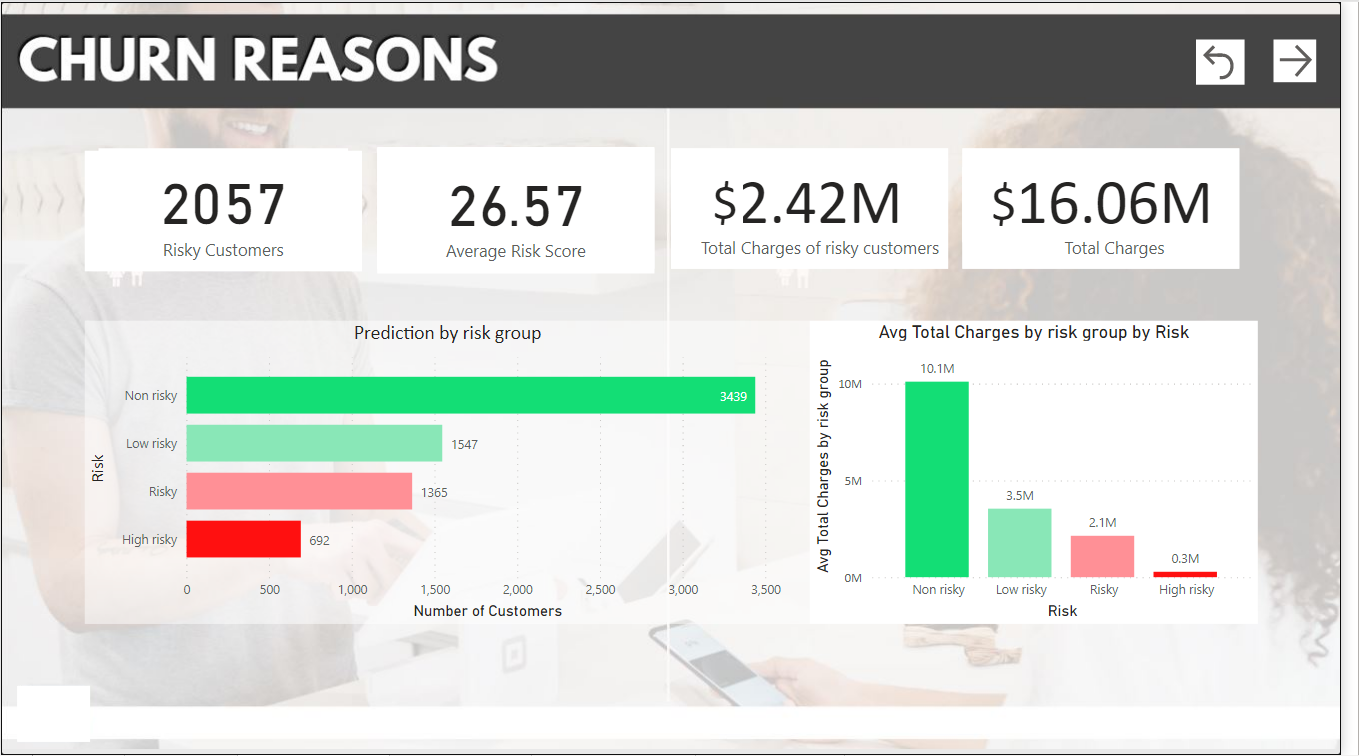 CHURN REASONS
2057
Risky Customers
26.57
Average Risk Score
$2.42M
Total Charges of risky customers
$16.06M
Total Charges
Prediction by risk group
Risk
Non risky
3439
Low risky
1547
Risky
1365
High risky
692
0
500
1,000
1,500
2,000
2,500
3,000
3,500
Number of Customers
Avg Total Charges by risk group by Risk
Avg Total Charges by risk group
10M
5M
0M
10.1M
3.5M
2.1M
0.3M
Non risky
Low risky
Risky
High risky
Risk